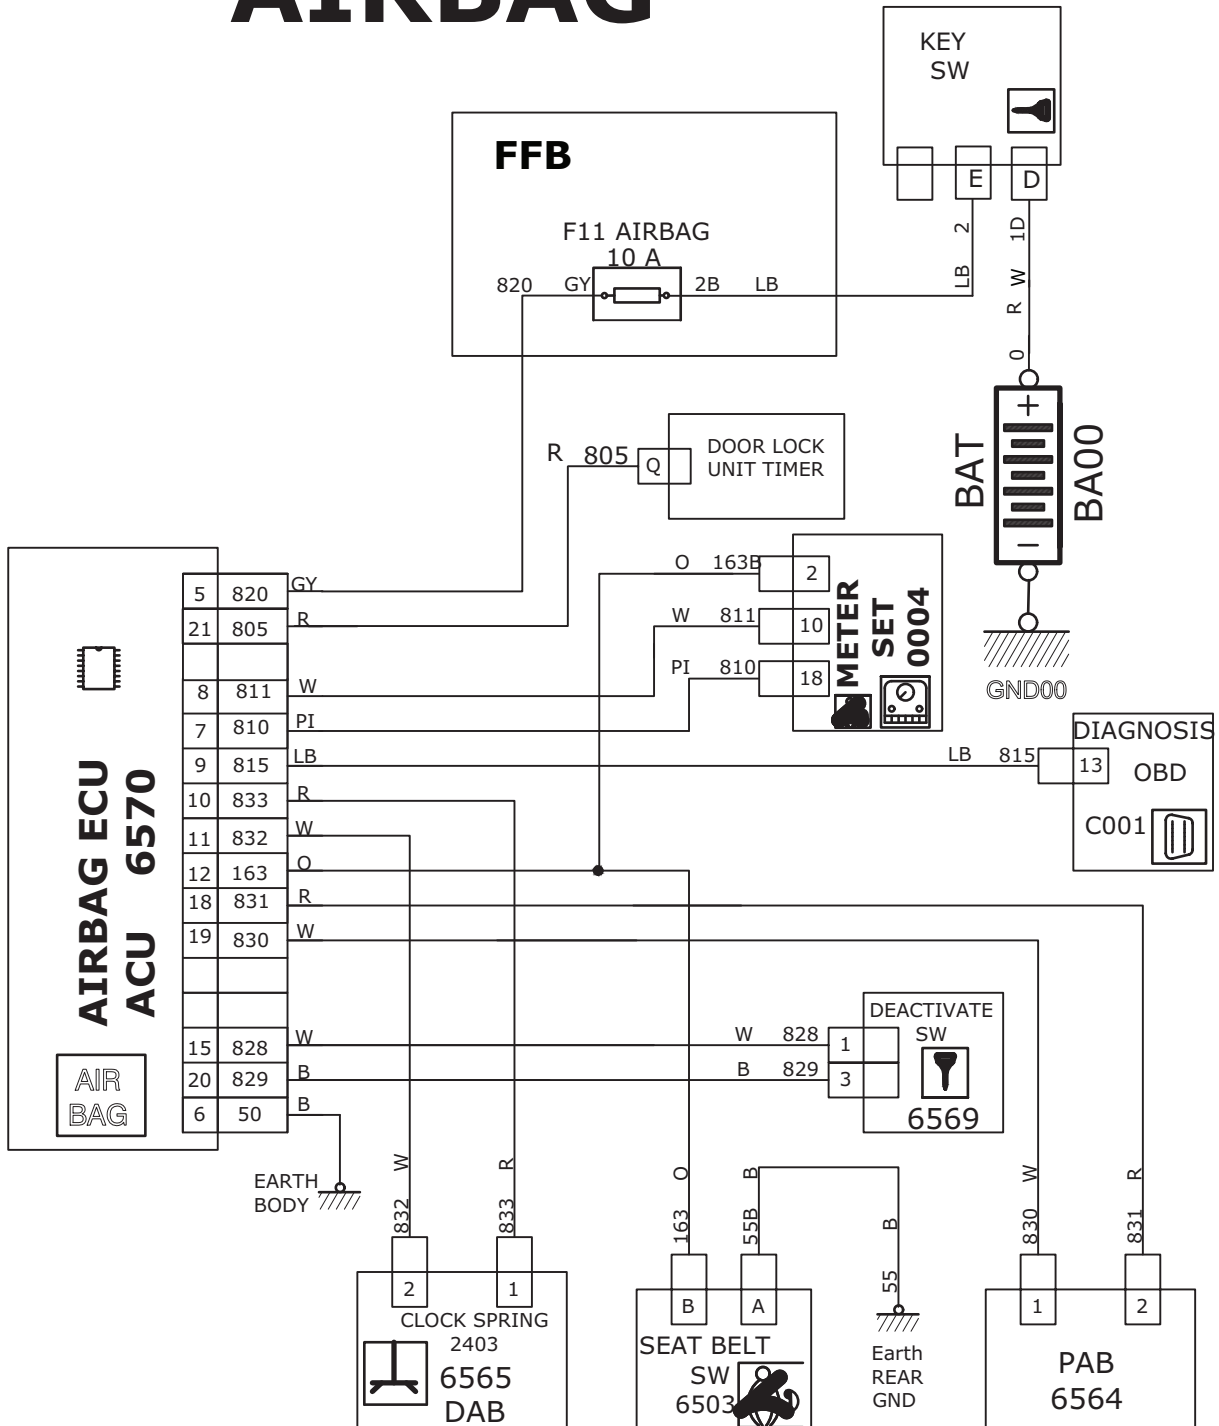 AIRBAG
KEY
SW
E
D
2
LB
1D
W
R
0
FFB
F11 AIRBAG
10 A
820
GY
2B
LB
+
BAT
BA00
−
GND00
R
805
Q
DOOR LOCK
UNIT TIMER
O
163B
2
W
811
10
PI
810
18
METER
SET
0004
DIAGNOSIS
LB
815
13
OBD
C001
AIRBAG ECU
ACU 6570
AIR
BAG
5 820 GY
21 805 R
8 811 W
7 810 PI
9 815 LB
10 833 R
11 832 W
12 163 O
18 831 R
19 830 W
15 828 W
20 829 B
6 50 B
DEACTIVATE
SW
W 828 1
B 829 3
6569
EARTH
BODY
W
832
R
833
O
163
B
55B
B
55
W
830
R
831
2
1
CLOCK SPRING
2403
6565
DAB
B
A
SEAT BELT
SW
6503
Earth
REAR
GND
1
2
PAB
6564